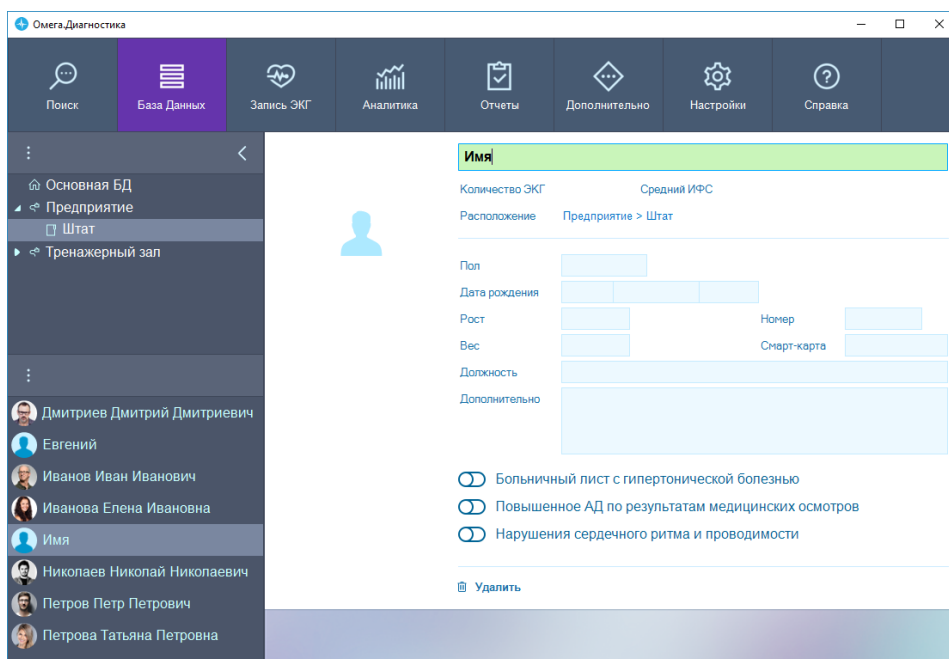 Омега.Диагностика
Поиск
База Данных
Запись ЭКГ
Аналитика
Отчеты
Дополнительно
Настройки
Справка
Основная БД
Предприятие
Штат
Тренажерный зал
Дмитриев Дмитрий Дмитриевич
Евгений
Иванов Иван Иванович
Иванова Елена Ивановна
Имя
Николаев Николай Николаевич
Петров Петр Петрович
Петрова Татьяна Петровна
Имя
Количество ЭКГ Средний ИФС
Расположение Предприятие > Штат
Пол
Дата рождения
Рост Номер
Вес Смарт-карта
Должность
Дополнительно
Больничный лист с гипертонической болезнью
Повышенное АД по результатам медицинских осмотров
Нарушения сердечного ритма и проводимости
Удалить